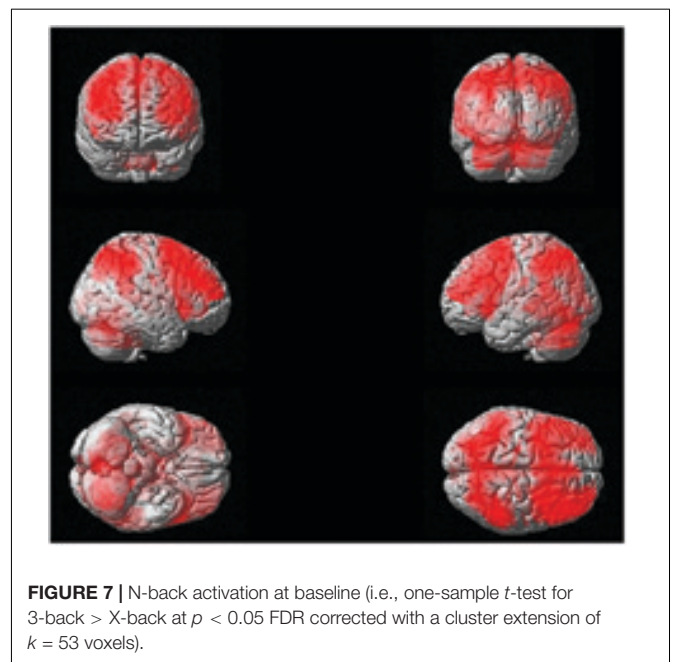 FIGURE 7 | N-back activation at baseline (i.e., one-sample t-test for
3-back > X-back at p < 0.05 FDR corrected with a cluster extension of
k = 53 voxels).